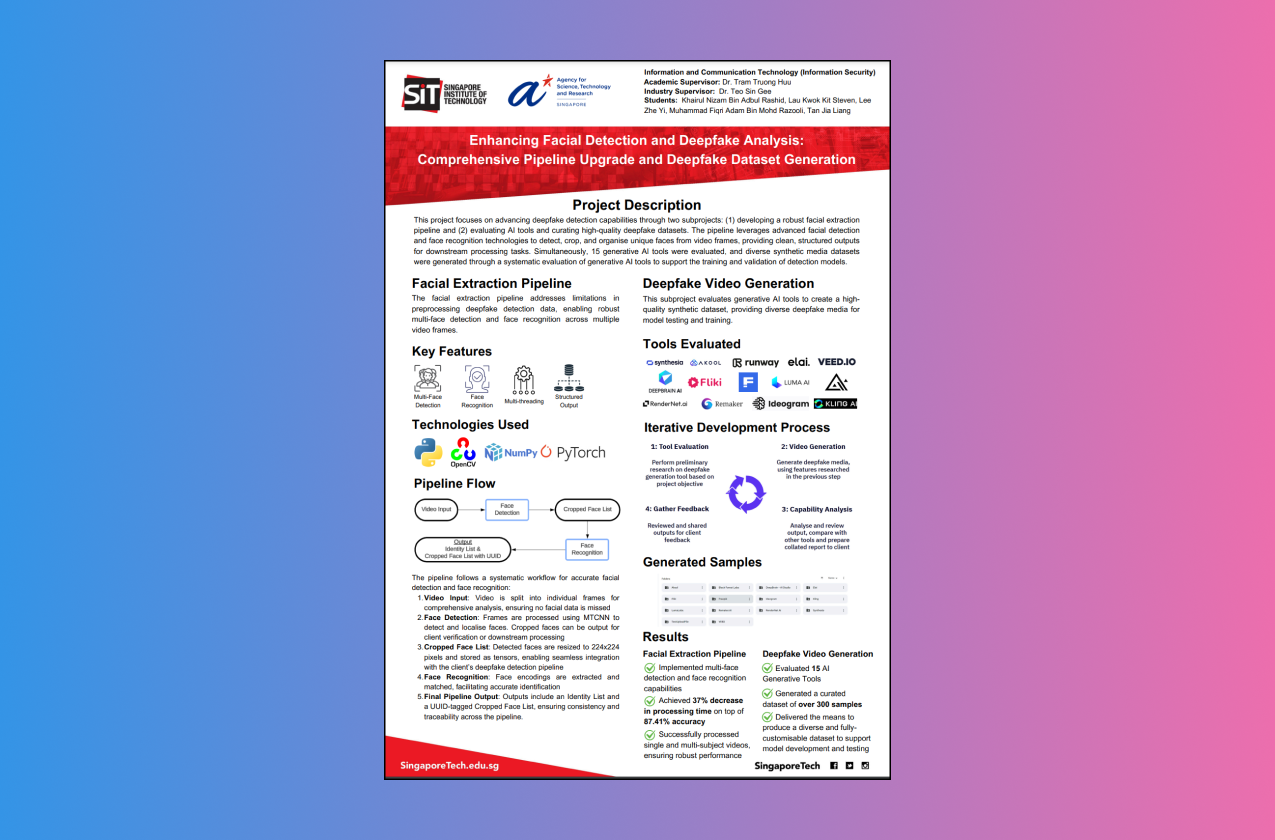 SiT SINGAPORE
INSTITUTE OF
TECHNOLOGY
Agency for
Science, Technology
and Research
SINGAPORE
Information and Communication Technology (Information Security)
Academic Supervisor: Dr. Tram Truong Huu
Industry Supervisor: Dr. Teo Sin Gee
Students: Khairul Nizam Bin Adbul Rashid, Lau Kwok Kit Steven, Lee
Zhe Yi, Muhammad Fiqri Adam Bin Mohd Razooli, Tan Jia Liang
Enhancing Facial Detection and Deepfake Analysis:
Comprehensive Pipeline Upgrade and Deepfake Dataset Generation
Project Description
This project focuses on advancing deepfake detection capabilities through two subprojects: (1) developing a robust facial extraction
pipeline and (2) evaluating AI tools and curating high-quality deepfake datasets. The pipeline leverages advanced facial detection
and face recognition technologies to detect, crop, and organise unique faces from video frames, providing clean, structured outputs
for downstream processing tasks. Simultaneously, 15 generative AI tools were evaluated, and diverse synthetic media datasets
were generated through a systematic evaluation of generative AI tools to support the training and validation of detection models.
Facial Extraction Pipeline
The facial extraction pipeline addresses limitations in
preprocessing deepfake detection data, enabling robust
multi-face detection and face recognition across multiple
video frames.
Key Features
Multi-Face
Detection
Face
Recognition
Multi-threading
Structured
Output
Technologies Used
OpenCV
NumPy
PyTorch
Pipeline Flow
Video Input
Face
Detection
Cropped Face List
Output
Identity List &
Cropped Face List with UUID
Face
Recognition
The pipeline follows a systematic workflow for accurate facial
detection and face recognition:
1. Video Input: Video is split into individual frames for
comprehensive analysis, ensuring no facial data is missed
2. Face Detection: Frames are processed using MTCNN to
detect and localise faces. Cropped faces can be output for
client verification or downstream processing
3. Cropped Face List: Detected faces are resized to 224x224
pixels and stored as tensors, enabling seamless integration
with the client's deepfake detection pipeline
4. Face Recognition: Face encodings are extracted and
matched, facilitating accurate identification
5. Final Pipeline Output: Outputs include an Identity List and
a UUID-tagged Cropped Face List, ensuring consistency and
traceability across the pipeline.
Deepfake Video Generation
This subproject evaluates generative AI tools to create a high-
quality synthetic dataset, providing diverse deepfake media for
model testing and training.
Tools Evaluated
synthesia AKOOL runway elai. VEED.IO
DEEPBRAIN AI Fliki LUMA AI
RenderNet.ai Remaker Ideogram KLING AI
Iterative Development Process
1: Tool Evaluation
Perform preliminary
research on deepfake
generation tool based on
project objective
2: Video Generation
Generate deepfake media,
using features researched
in the previous step
4: Gather Feedback
Reviewed and shared
outputs for client
feedback
3: Capability Analysis
Analyse and review
output, compare with
other tools and prepare
collated report to client
Generated Samples
Results
Facial Extraction Pipeline
Implemented multi-face
detection and face recognition
capabilities
Achieved 37% decrease
in processing time on top of
87.41% accuracy
Successfully processed
single and multi-subject videos,
ensuring robust performance
Deepfake Video Generation
Evaluated 15 AI
Generative Tools
Generated a curated
dataset of over 300 samples
Delivered the means to
produce a diverse and fully-
customisable dataset to support
model development and testing
SingaporeTech.edu.sg
SingaporeTech